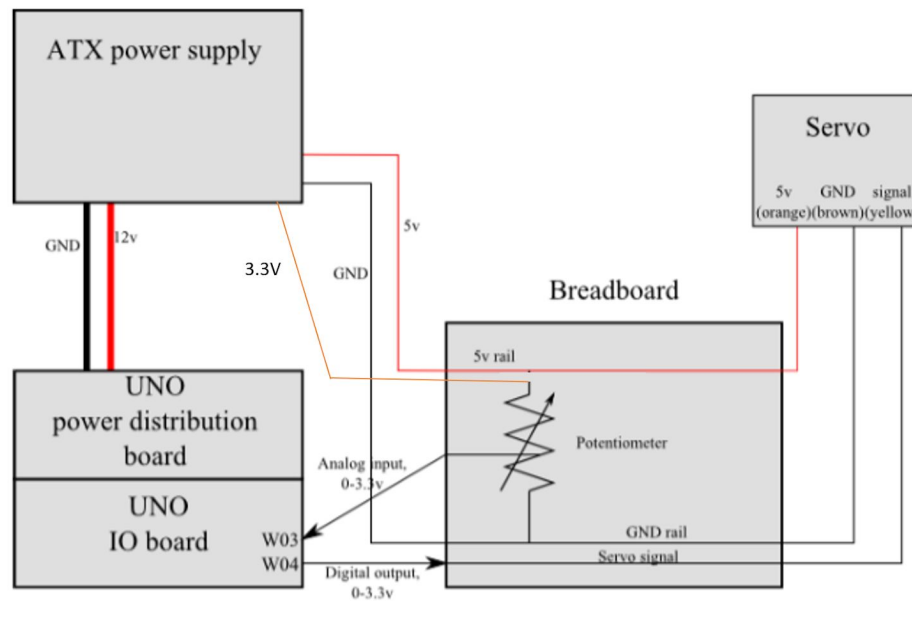 ATX power supply
Servo
5v GND signal
(orange)(brown)(yellow
GND
12v
5v
3.3V
GND
Breadboard
5v rail
UNO
power distribution
board
Potentiometer
Analog input,
0-3.3v
UNO
IO board
W03
W04
GND rail
Servo signal
Digital output,
0-3.3v